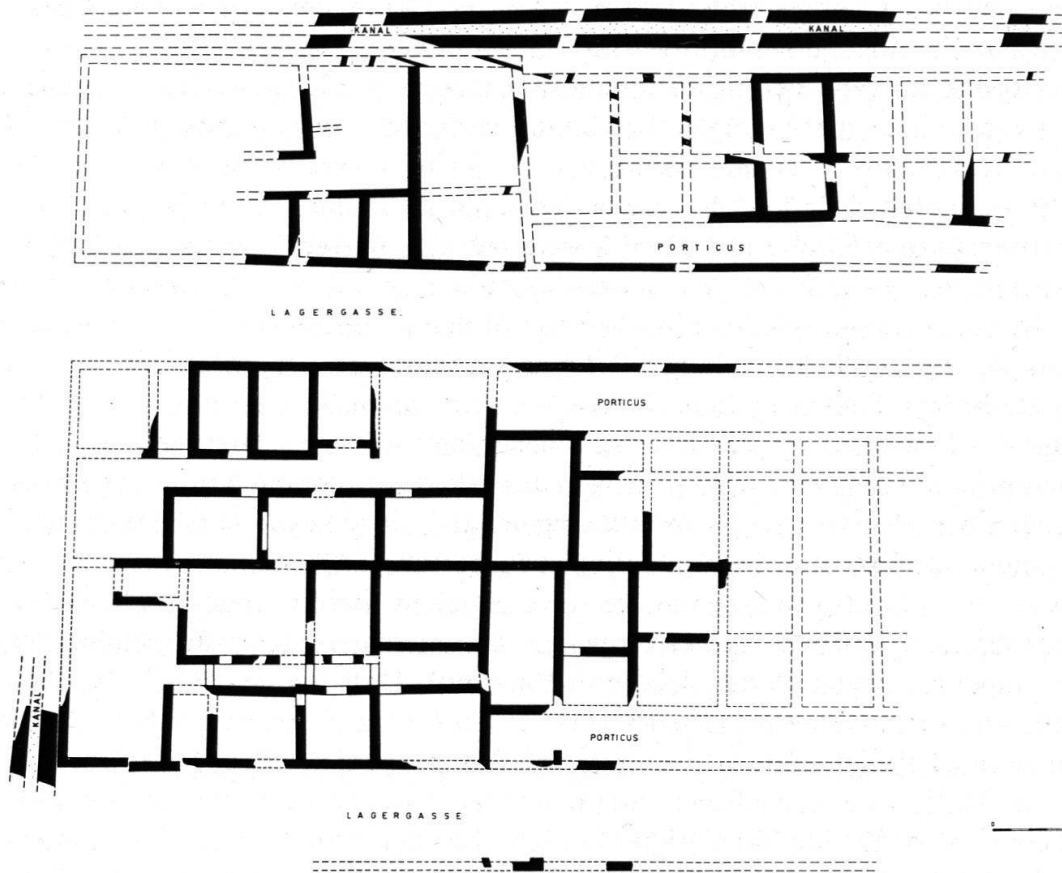 KANAL
KANAL
PORTICUS
LAGERGASSE.
PORTICUS
KANAL
PORTICUS
LAGERGASSE
0